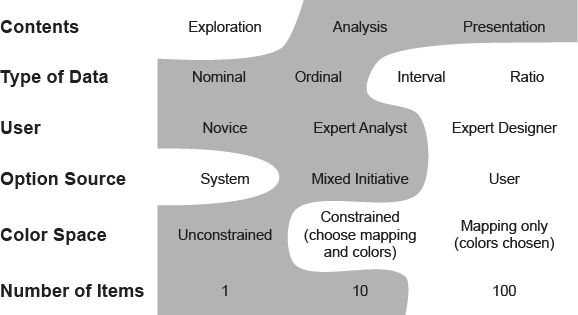 Contents Exploration Analysis Presentation
Type of Data Nominal Ordinal Interval Ratio
User Novice Expert Analyst Expert Designer
Option Source System Mixed Initiative User
Color Space Unconstrained Constrained
(choose mapping
and colors) Mapping only
(colors chosen)
Number of Items 1 10 100